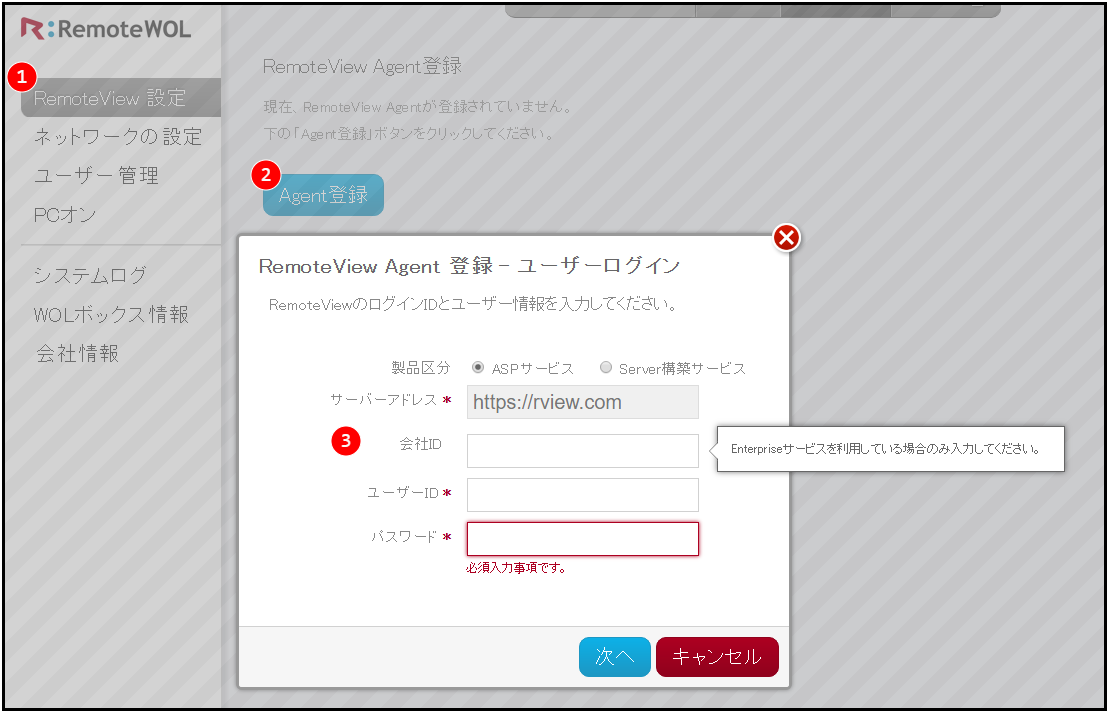 R:RemoteWOL
1
RemoteView 設定
ネットワークの設定
ユーザー管理
PCオン
システムログ
WOLボックス情報
会社情報
RemoteView Agent登録
現在、RemoteView Agentが登録されていません。
下の「Agent登録」ボタンをクリックしてください。
2
Agent登録
RemoteView Agent 登録 - ユーザーログイン
RemoteViewのログインIDとユーザー情報を入力してください。
製品区分 ASPサービス Server構築サービス
サーバーアドレス * https://rview.com
3 会社ID
Enterpriseサービスを利用している場合のみ入力してください。
ユーザーID *
パスワード *
必須入力事項です。
次へ キャンセル